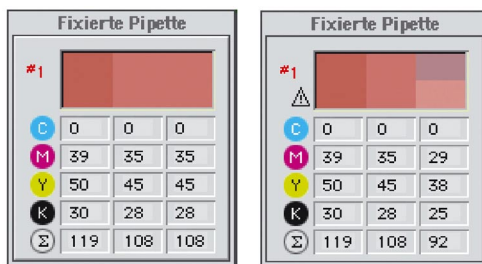 Fixierte Pipette
#1
C 0 0 0
M 39 35 35
Y 50 45 45
K 30 28 28
Σ 119 108 108
Fixierte Pipette
#1
C 0 0 0
M 39 35 29
Y 50 45 38
K 30 28 25
Σ 119 108 92